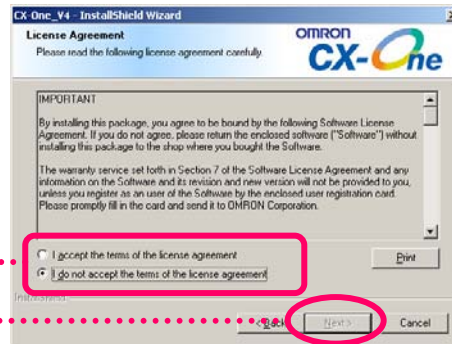 CX-One_V4 - InstallShield Wizard
License Agreement
Please read the following license agreement carefully.
OMRON
CX-One
IMPORTANT
By installing this package, you agree to be bound by the following Software License
Agreement. If you do not agree, please return the enclosed software ("Software") without
installing this package to the shop where you bought the Software.
The warranty service set forth in Section 7 of the Software License Agreement and any
information on the Software and its revision and new version will not be provided to you,
unless you register as an user of the Software by the enclosed user registration card.
Please promptly fill in the card and send it to OMRON Corporation.
I accept the terms of the license agreement
I do not accept the terms of the license agreement
Print
InstallShield
< Back
Next >
Cancel